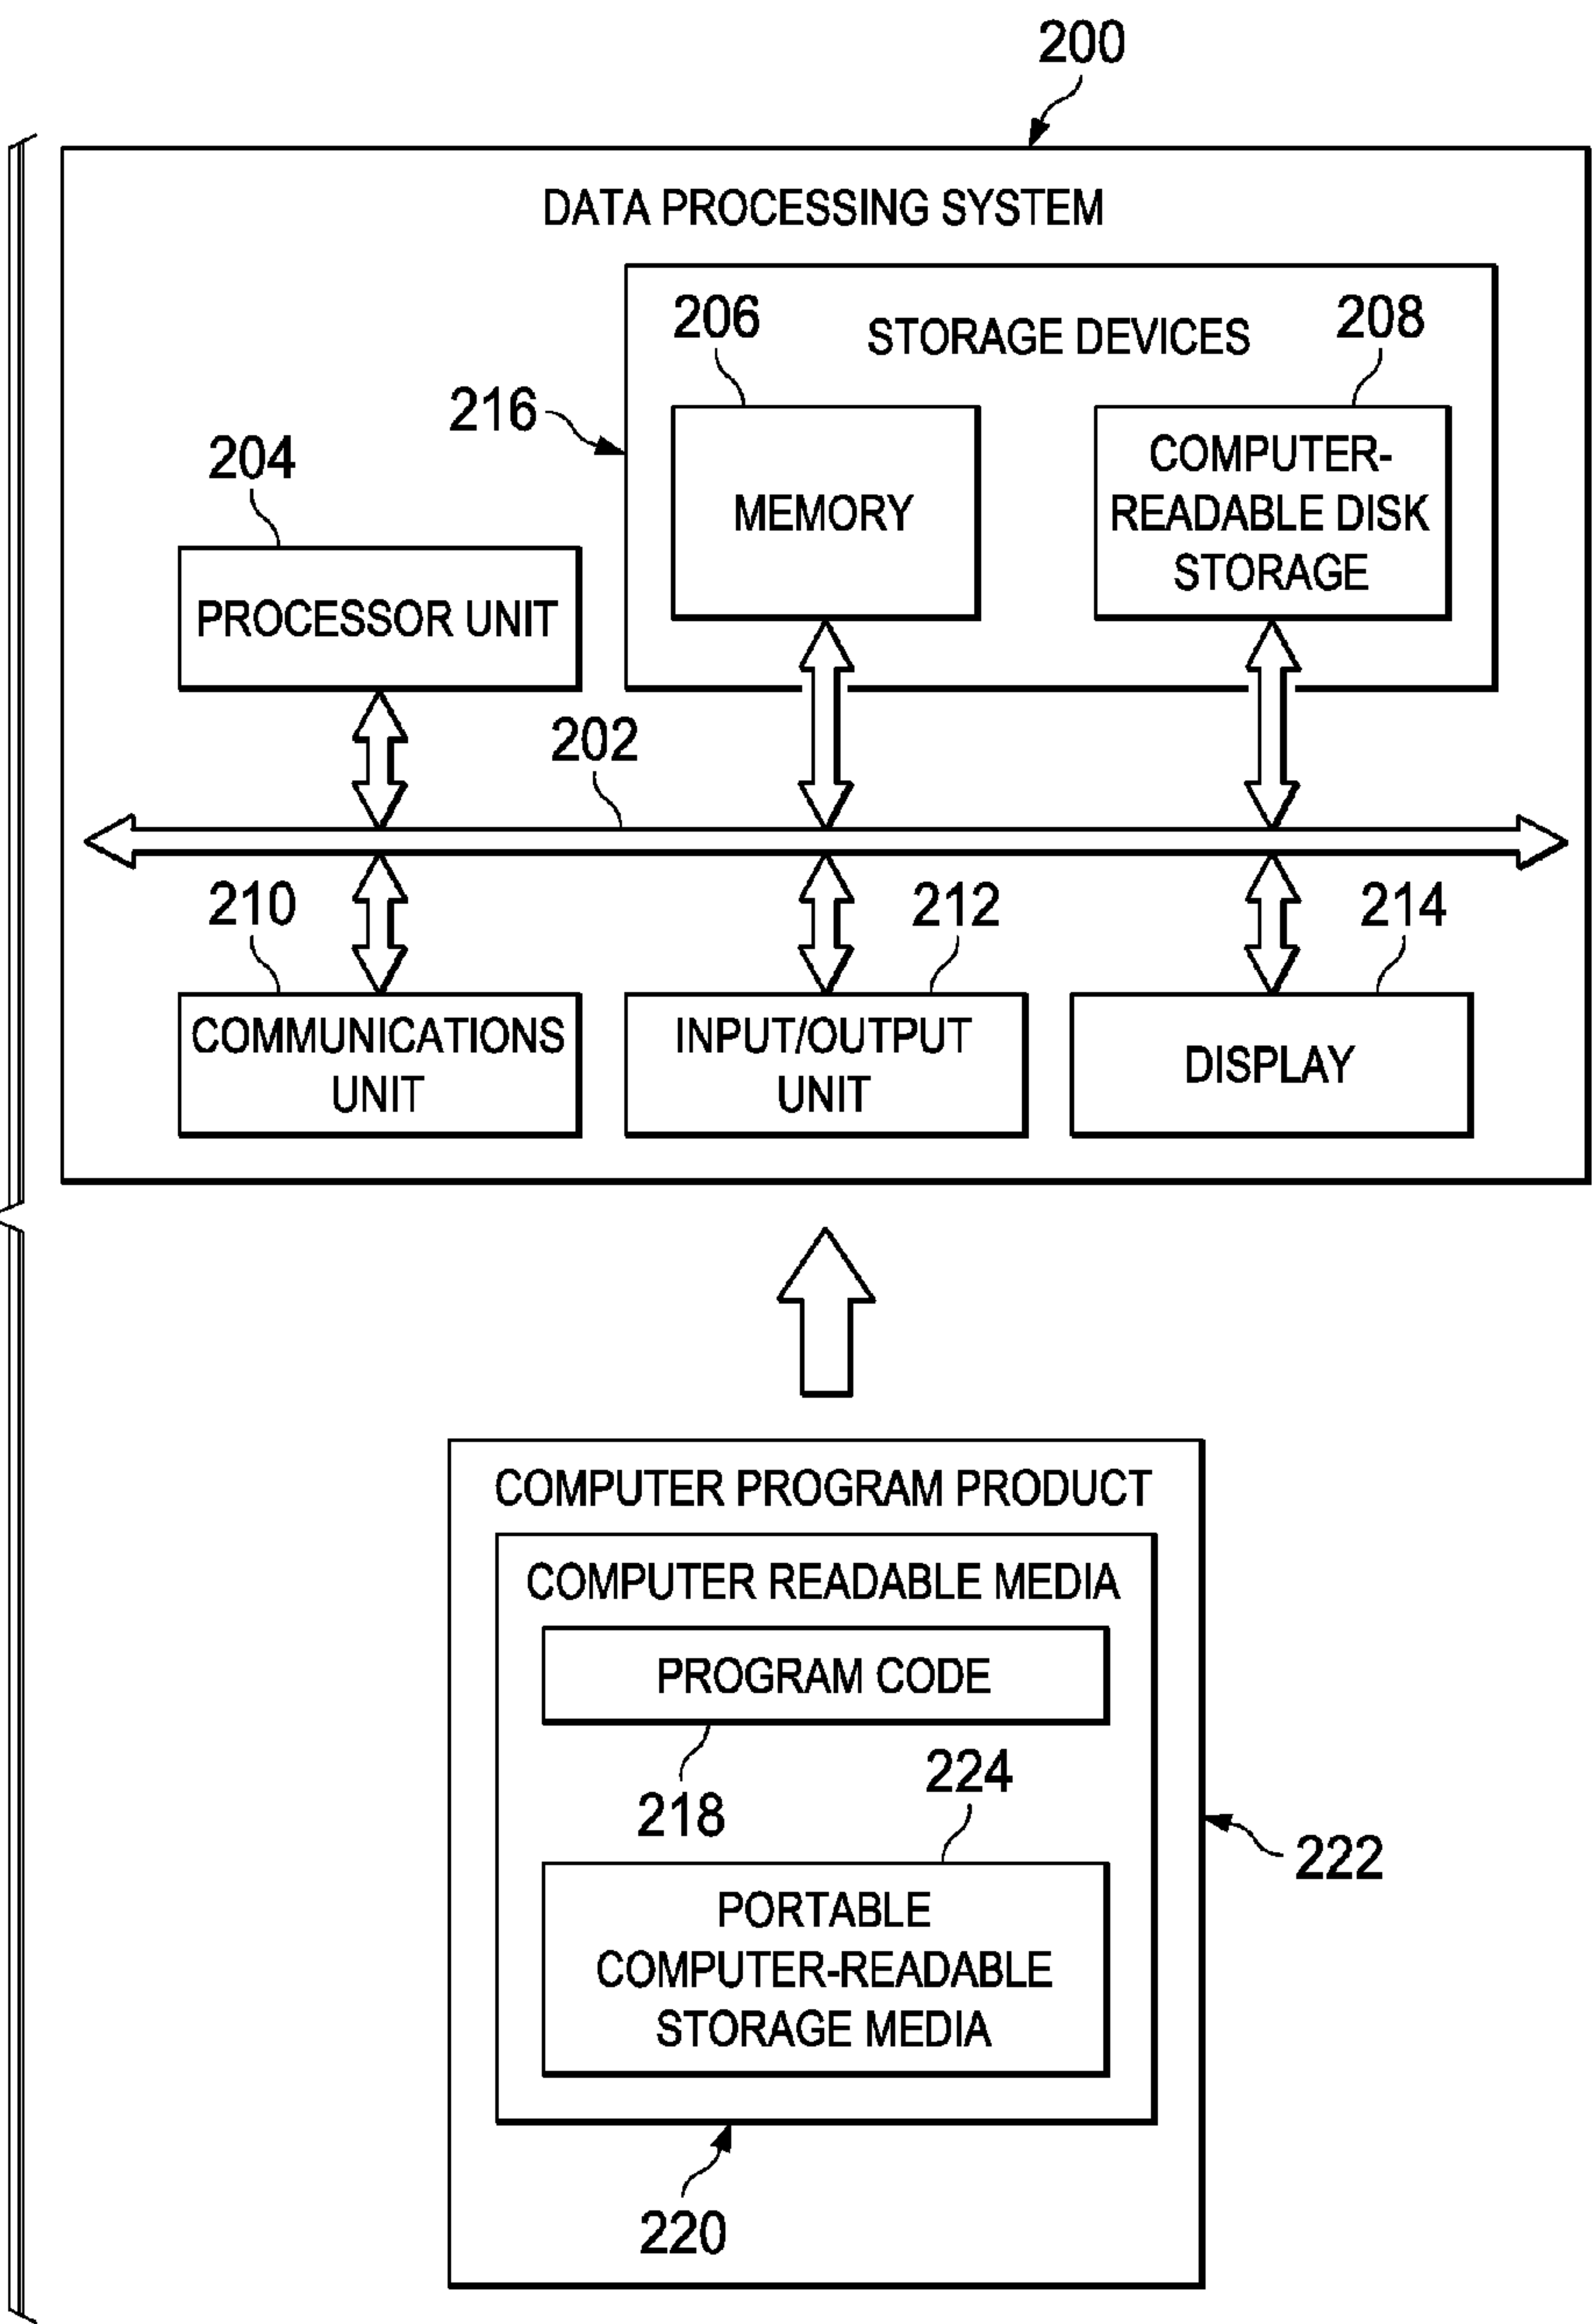 200
DATA PROCESSING SYSTEM
206
STORAGE DEVICES
208
216
204
MEMORY
COMPUTER-
READABLE DISK
STORAGE
PROCESSOR UNIT
202
210
212
214
COMMUNICATIONS
UNIT
INPUT/OUTPUT
UNIT
DISPLAY
COMPUTER PROGRAM PRODUCT
COMPUTER READABLE MEDIA
PROGRAM CODE
218
224
222
PORTABLE
COMPUTER-READABLE
STORAGE MEDIA
220